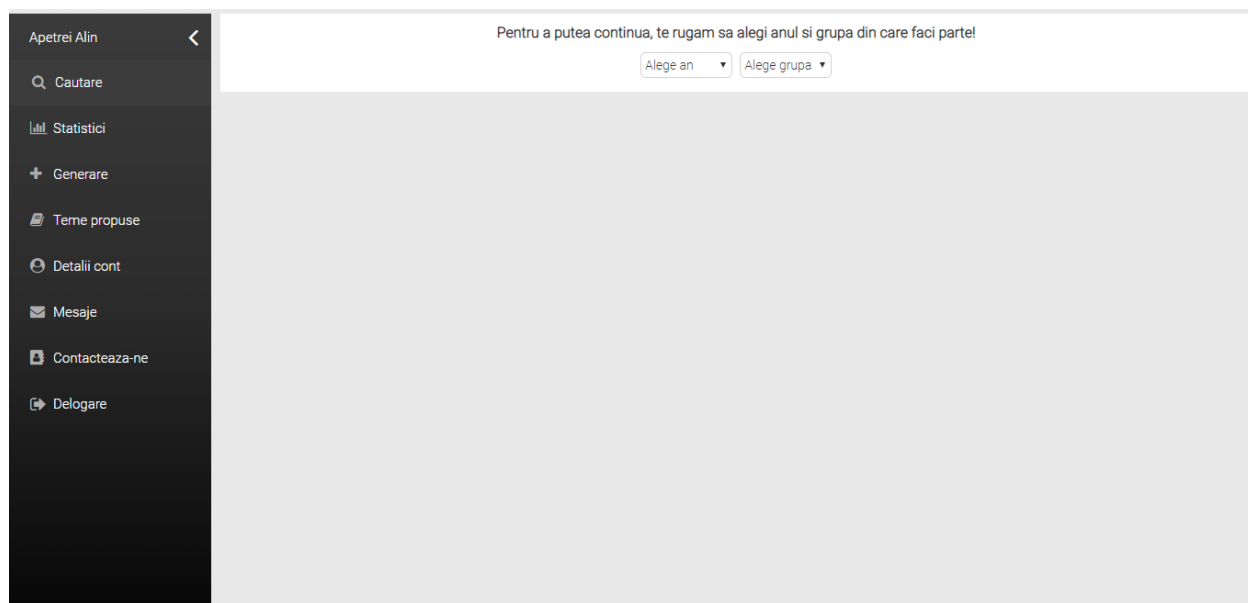 Apetrei Alin
Cautare
Statistici
Generare
Teme propuse
Detalii cont
Mesaje
Contacteaza-ne
Delogare
Pentru a putea continua, te rugam sa alegi anul si grupa din care faci parte!
Alege an Alege grupa